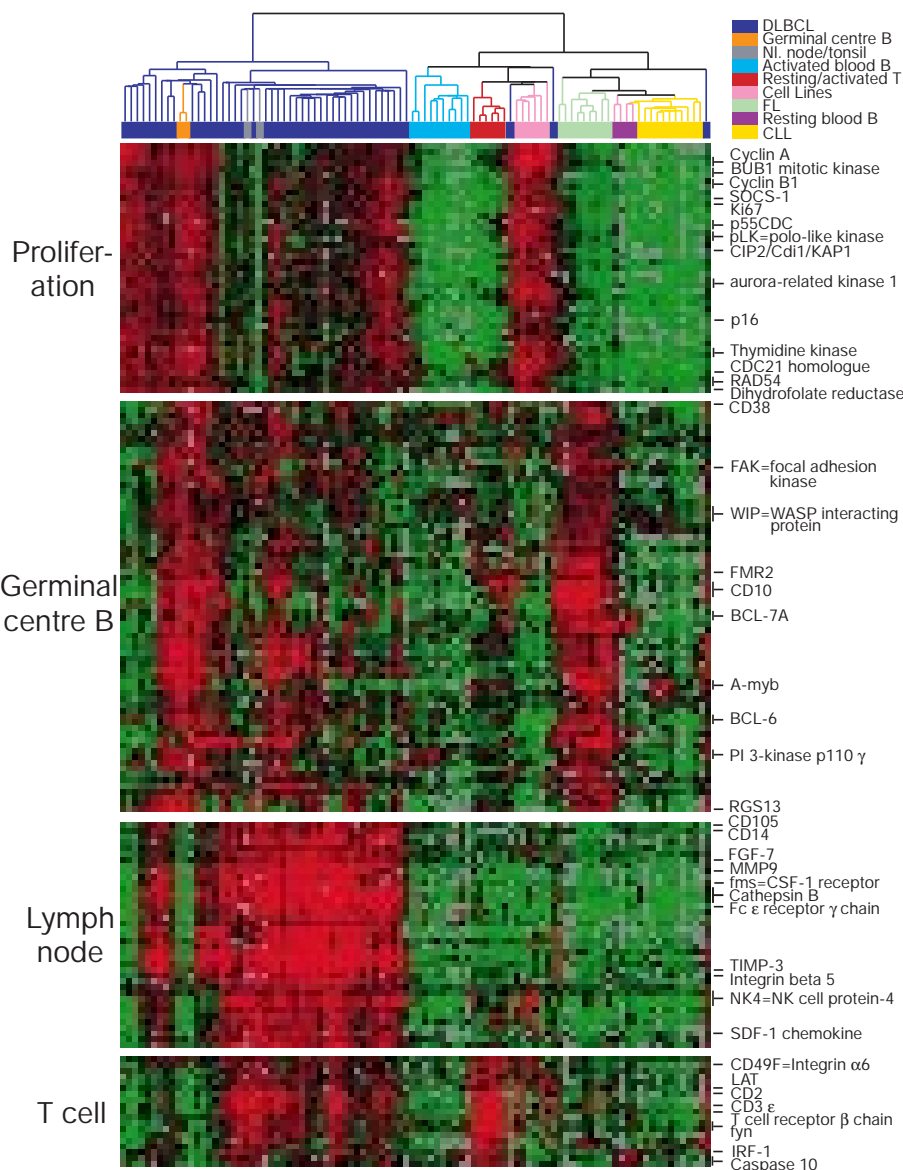 DLBCL
Germinal centre B
Nl. node/tonsil
Activated blood B
Resting/activated T
Cell Lines
FL
Resting blood B
CLL
Prolifer-
ation
Cyclin A
BUB1 mitotic kinase
Cyclin B1
SOCS-1
Ki67
p55CDC
pLK=polo-like kinase
CIP2/Cdi1/KAP1
aurora-related kinase 1
p16
Thymidine kinase
CDC21 homologue
RAD54
Dihydrofolate reductase
Germinal
centre B
CD38
FAK=focal adhesion
kinase
WIP=WASP interacting
protein
FMR2
CD10
BCL-7A
A-myb
BCL-6
PI 3-kinase p110 γ
RGS13
Lymph
node
CD105
CD14
FGF-7
MMP9
fms=CSF-1 receptor
Cathepsin B
Fc ε receptor γ chain
TIMP-3
Integrin beta 5
NK4=NK cell protein-4
SDF-1 chemokine
T cell
CD49F=Integrin α6
LAT
CD2
CD3 ε
T cell receptor β chain
fyn
IRF-1
Caspase 10